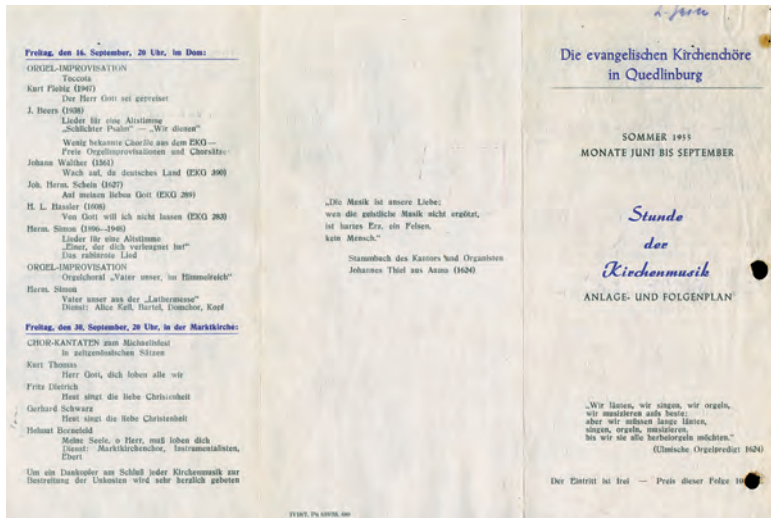 Freitag, den 16. September, 20 Uhr, im Dom:
ORGEL-IMPROVISATION
Toccata
Kurt Fiebig (1947)
Der Herr Gott sei gepreiset
J. Beers (1938)
Lieder für eine Altstimme
„Schlichter Psalm" — „Wir dienen"
Wenig bekannte Choräle aus dem EKG —
Freie Orgelimprovisationen und Chorsätze
Johann Walther (1561)
Wach auf, du deutsches Land (EKG 390)
Joh. Herm. Schein (1627)
Auf meinen lieben Gott (EKG 289)
H. L. Hassler (1608)
Von Gott will ich nicht lassen (EKG 283)
Herm. Simon (1896—1948)
Lieder für eine Altstimme
„Einer, der dich verleugnet hat"
Das rubinrote Lied
ORGEL-IMPROVISATION
Orgelchoral „Vater unser, im Himmelreich"
Herm. Simon
Vater unser aus der „Luthermesse"
Dienst: Alice Keß, Bartel, Domchor, Kopf
Freitag, den 30. September, 20 Uhr, in der Marktkirche:
CHOR-KANTATEN zum Michaelisfest
in zeitgenössischen Sätzen
Kurt Thomas
Herr Gott, dich loben alle wir
Fritz Dietrich
Heut singt die liebe Christenheit
Gerhard Schwarz
Heut singt die liebe Christenheit
Helmut Bornefeld
Meine Seele, o Herr, muß loben dich
Dienst: Marktkirchenchor, Instrumentalisten,
Ebert
Um ein Dankopfer am Schluß jeder Kirchenmusik zur
Bestreitung der Unkosten wird sehr herzlich gebeten
„Die Musik ist unsere Liebe;
wen die geistliche Musik nicht ergötzt,
ist hartes Erz, ein Felsen,
kein Mensch."
Stammbuch des Kantors und Organisten
Johannes Thiel aus Auma (1624)
Die evangelischen Kirchenchöre
in Quedlinburg
SOMMER 1955
MONATE JUNI BIS SEPTEMBER
Stunde
der
Kirchenmusik
ANLAGE- UND FOLGENPLAN
„Wir läuten, wir singen, wir orgeln,
wir musizieren aufs beste;
aber wir müssen lange läuten,
singen, orgeln, musizieren,
bis wir sie alle herbeiorgeln möchten."
(Ulmische Orgelpredigt 1624)
Der Eintritt ist frei — Preis dieser Folge